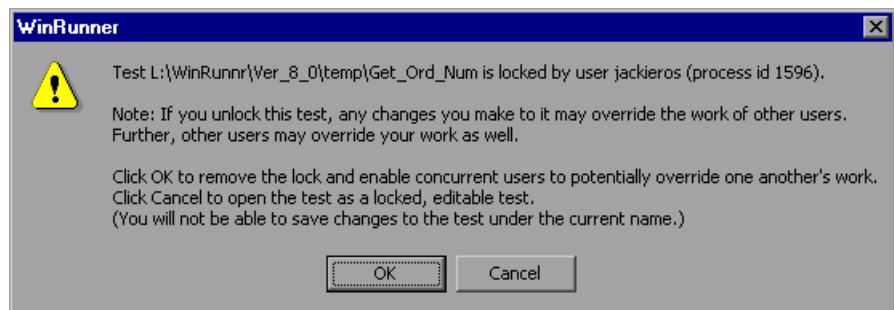 WinRunner
Test L:\WinRunnr\Ver_8_0\temp\Get_Ord_Num is locked by user jackieros (process id 1596).
Note: If you unlock this test, any changes you make to it may override the work of other users.
Further, other users may override your work as well.
Click OK to remove the lock and enable concurrent users to potentially override one another's work.
Click Cancel to open the test as a locked, editable test.
(You will not be able to save changes to the test under the current name.)
OK
Cancel